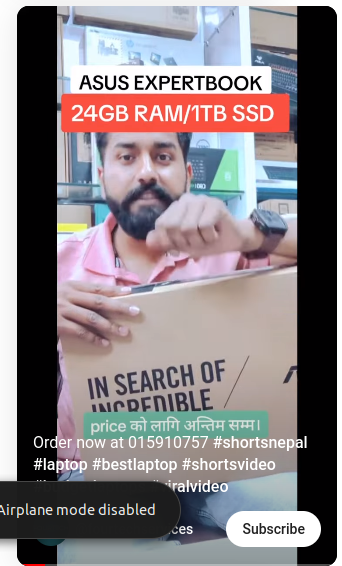 ASUS EXPERTBOOK
24GB RAM/1TB SSD
IN SEARCH OF
INCREDIBLE
price को लागि अन्तिम सम्म।
Order now at 015910757 #shortsnepal
#laptop #bestlaptop #shortsvideo
#viralvideo
Airplane mode disabled
Subscribe